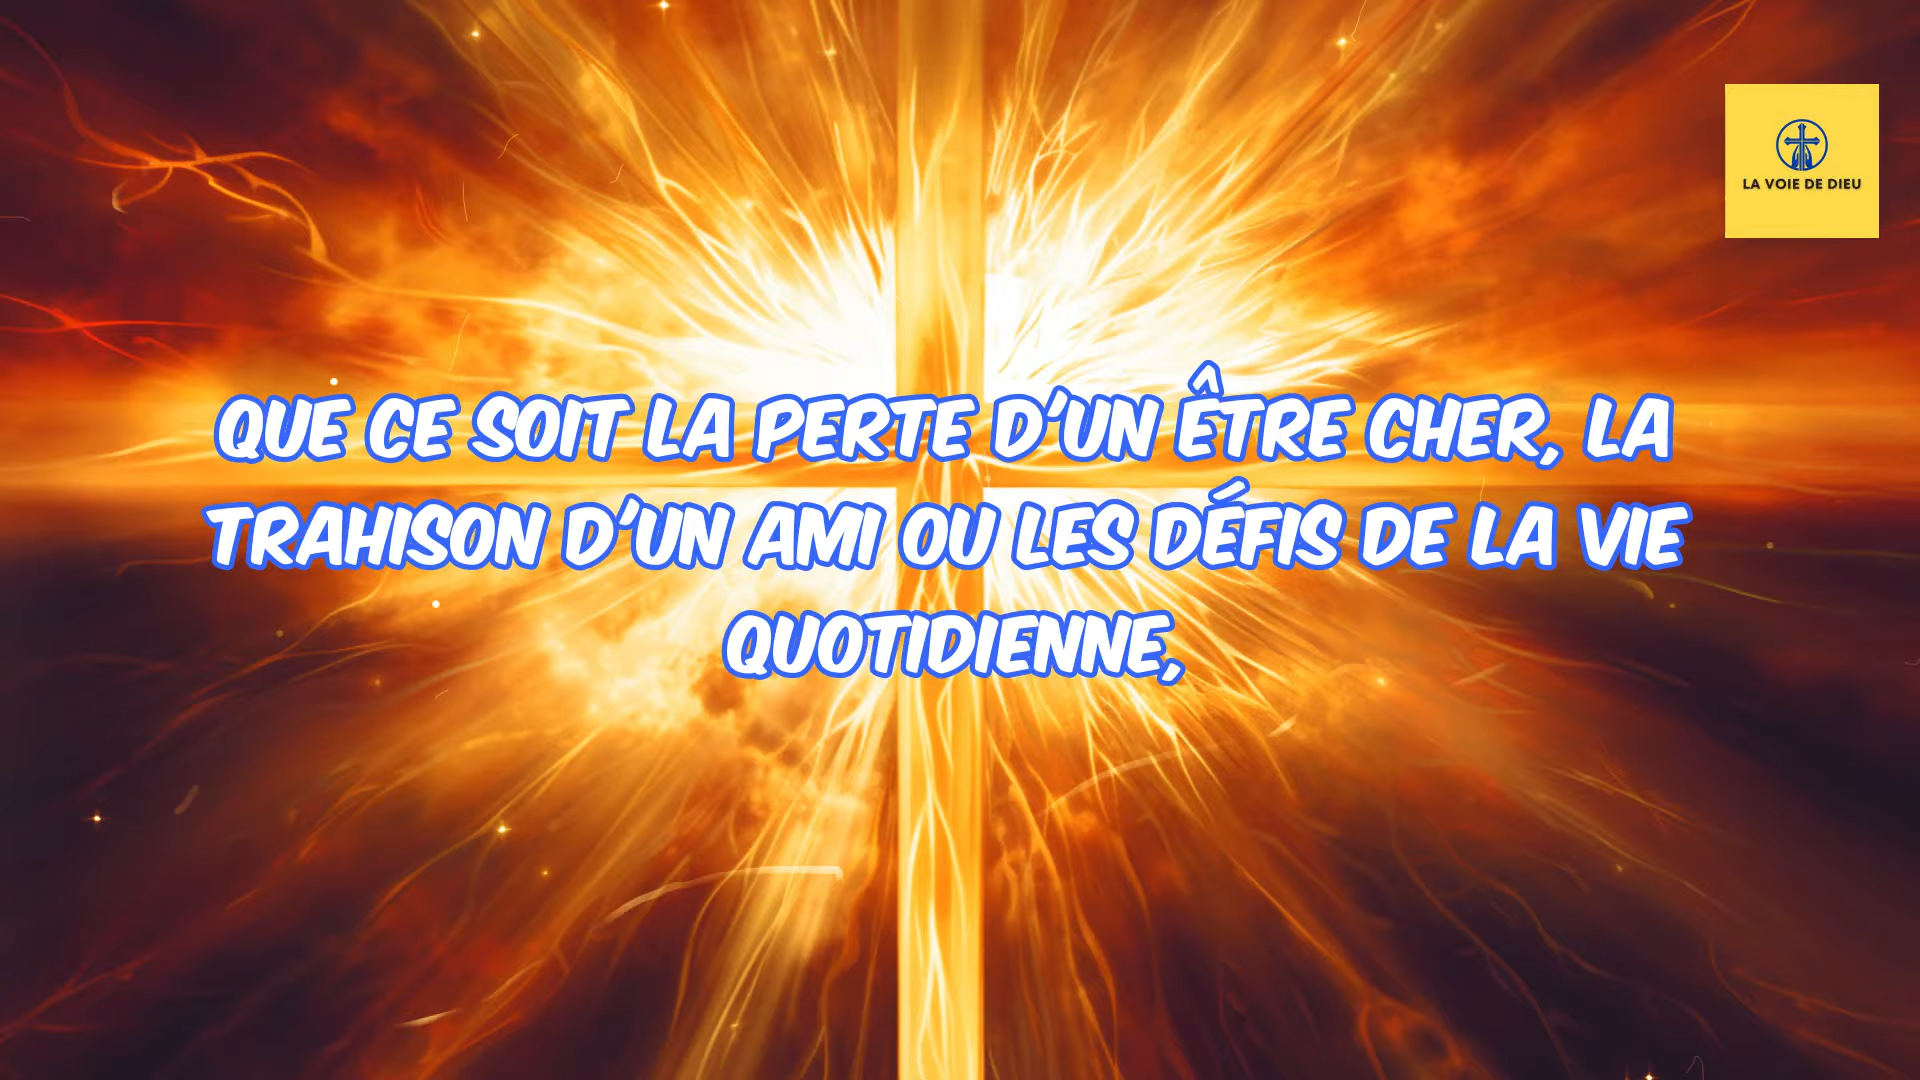 LA VOIE DE DIEU
QUE CE SOIT LA PERTE D'UN ÊTRE CHER, LA
TRAHISON D'UN AMI OU LES DÉFIS DE LA VIE
QUOTIDIENNE,